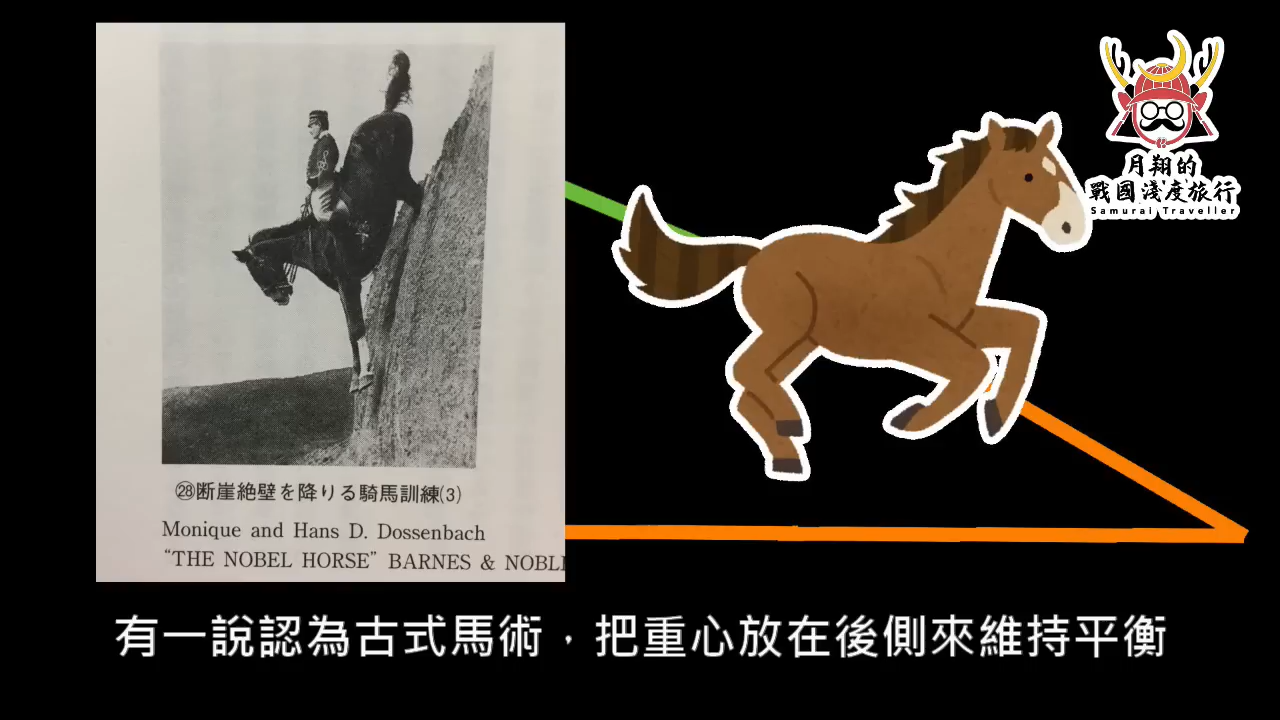 ㉘断崖絶壁を降りる騎馬訓練(3)
Monique and Hans D. Dossenbach
“THE NOBEL HORSE” BARNES & NOBL
月翔的
戰國淺度旅行
Samurai Traveller
有一說認為古式馬術，把重心放在後側來維持平衡